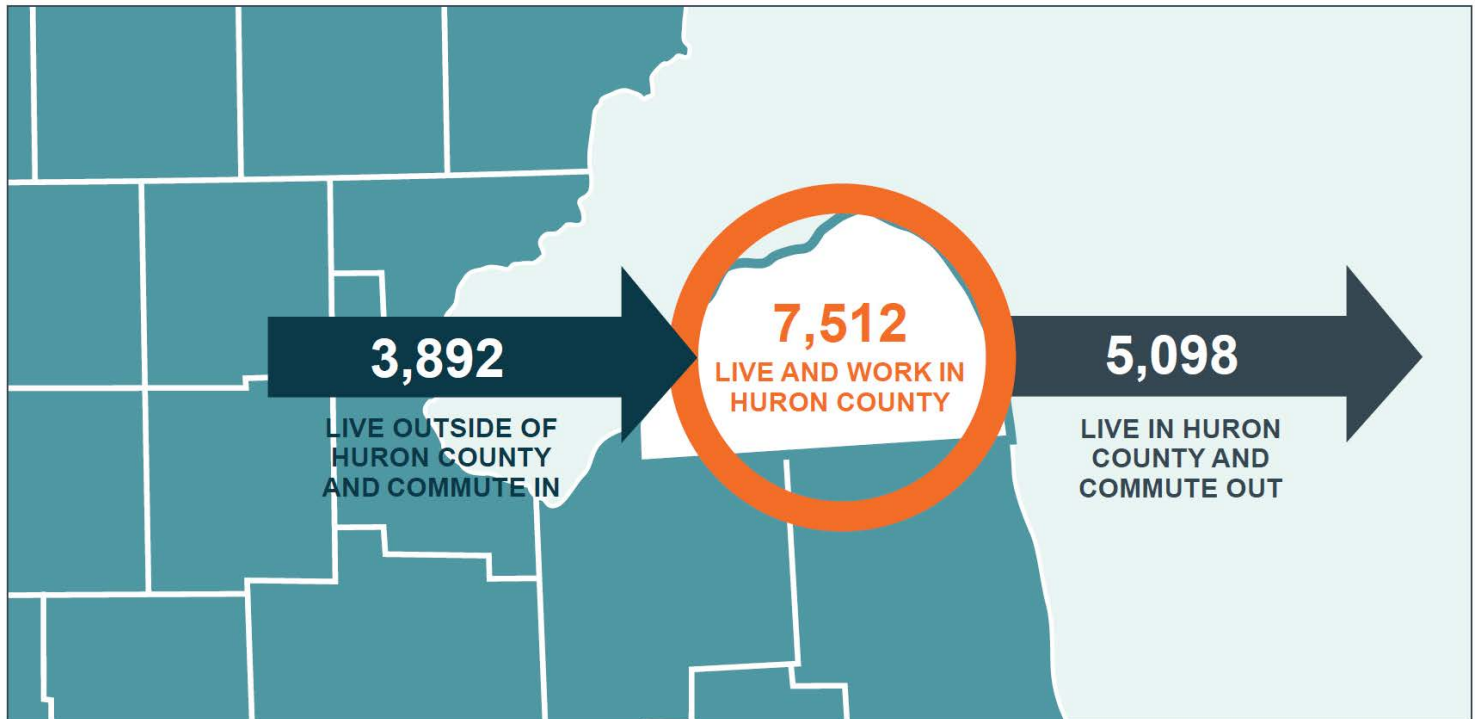 3,892
LIVE OUTSIDE OF
HURON COUNTY
AND COMMUTE IN
7,512
LIVE AND WORK IN
HURON COUNTY
5,098
LIVE IN HURON
COUNTY AND
COMMUTE OUT